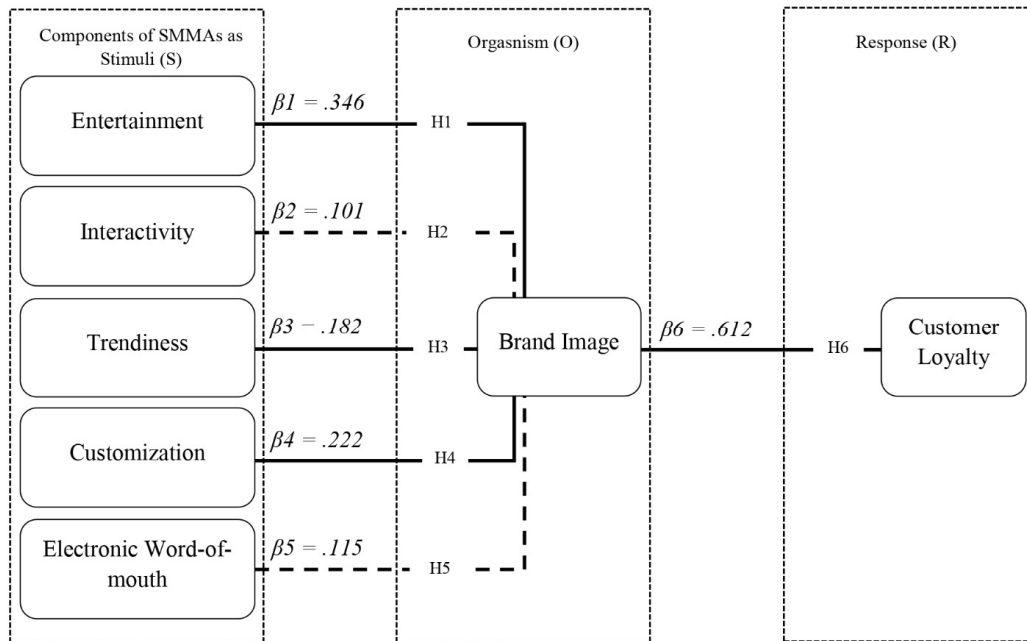 Components of SMMAs as
Stimuli (S)
Orgasnism (O)
Response (R)
Entertainment
β1 = .346
H1
Interactivity
β2 = .101
H2
Trendiness
β3 − .182
H3
Brand Image
β6 = .612
H6
Customer
Loyalty
Customization
β4 = .222
H4
Electronic Word-of-
mouth
β5 = .115
H5